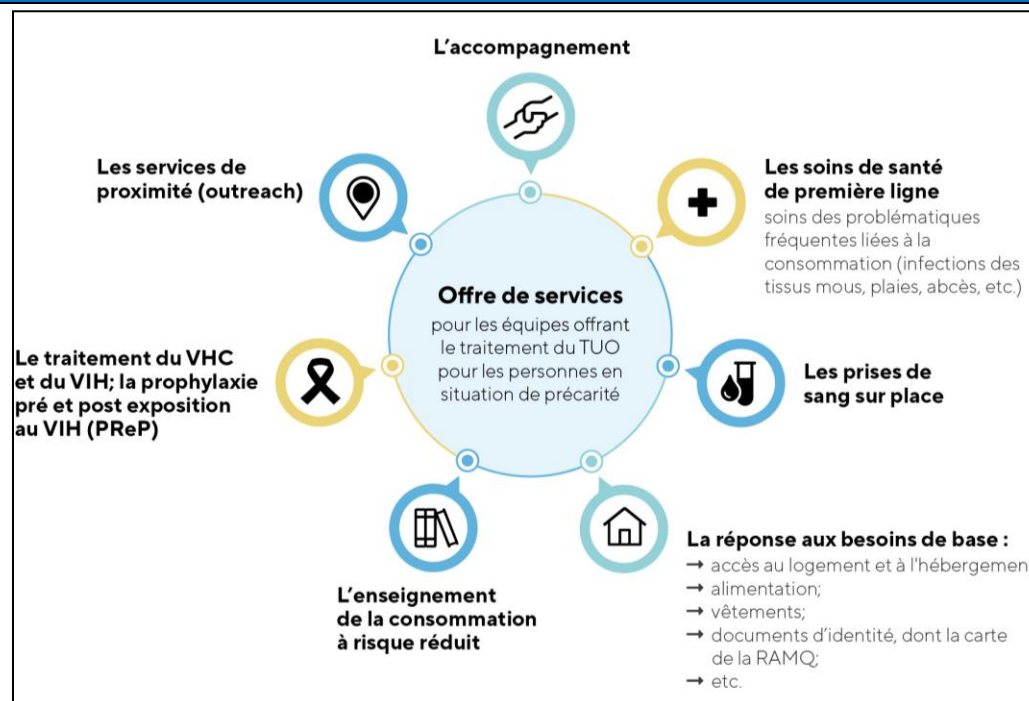 L'accompagnement
Les services de
proximité (outreach)
Les soins de santé
de première ligne
soins des problématiques
fréquentes liées à la
consommation (infections des
tissus mous, plaies, abcès, etc.)
Offre de services
pour les équipes offrant
le traitement du TUO
pour les personnes en
situation de précarité
Le traitement du VHC
et du VIH; la prophylaxie
pré et post exposition
au VIH (PReP)
Les prises de
sang sur place
L'enseignement
de la consommation
à risque réduit
La réponse aux besoins de base :
→ accès au logement et à l'hébergemen
→ alimentation;
→ vêtements;
→ documents d'identité, dont la carte
de la RAMQ;
→ etc.